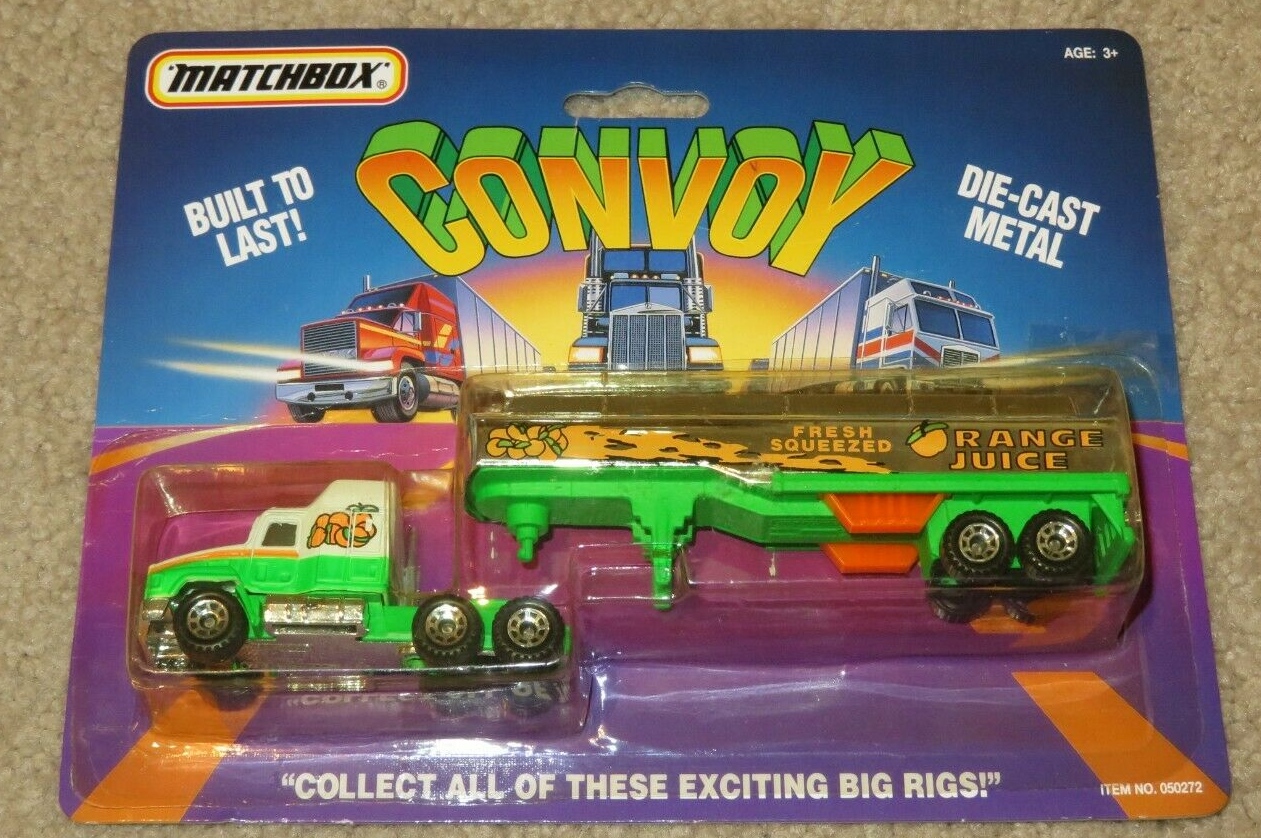 MATCHBOX®
AGE: 3+
CONVOY
BUILT TO
LAST!
DIE-CAST
METAL
FRESH
SQUEEZED
ORANGE
JUICE
"COLLECT ALL OF THESE EXCITING BIG RIGS!"
ITEM NO. 050272